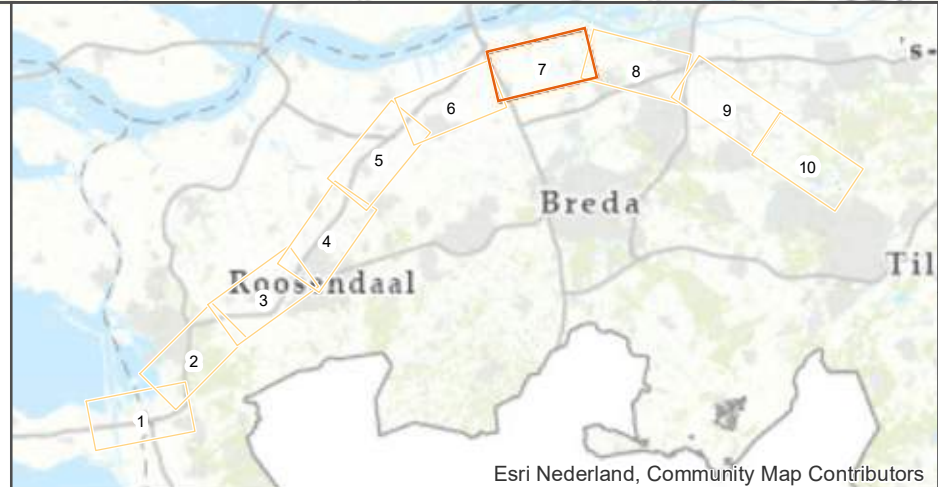 's-
7
8
6
9
5
10
Breda
4
Til
Roosendaal
3
2
1
Esri Nederland, Community Map Contributors